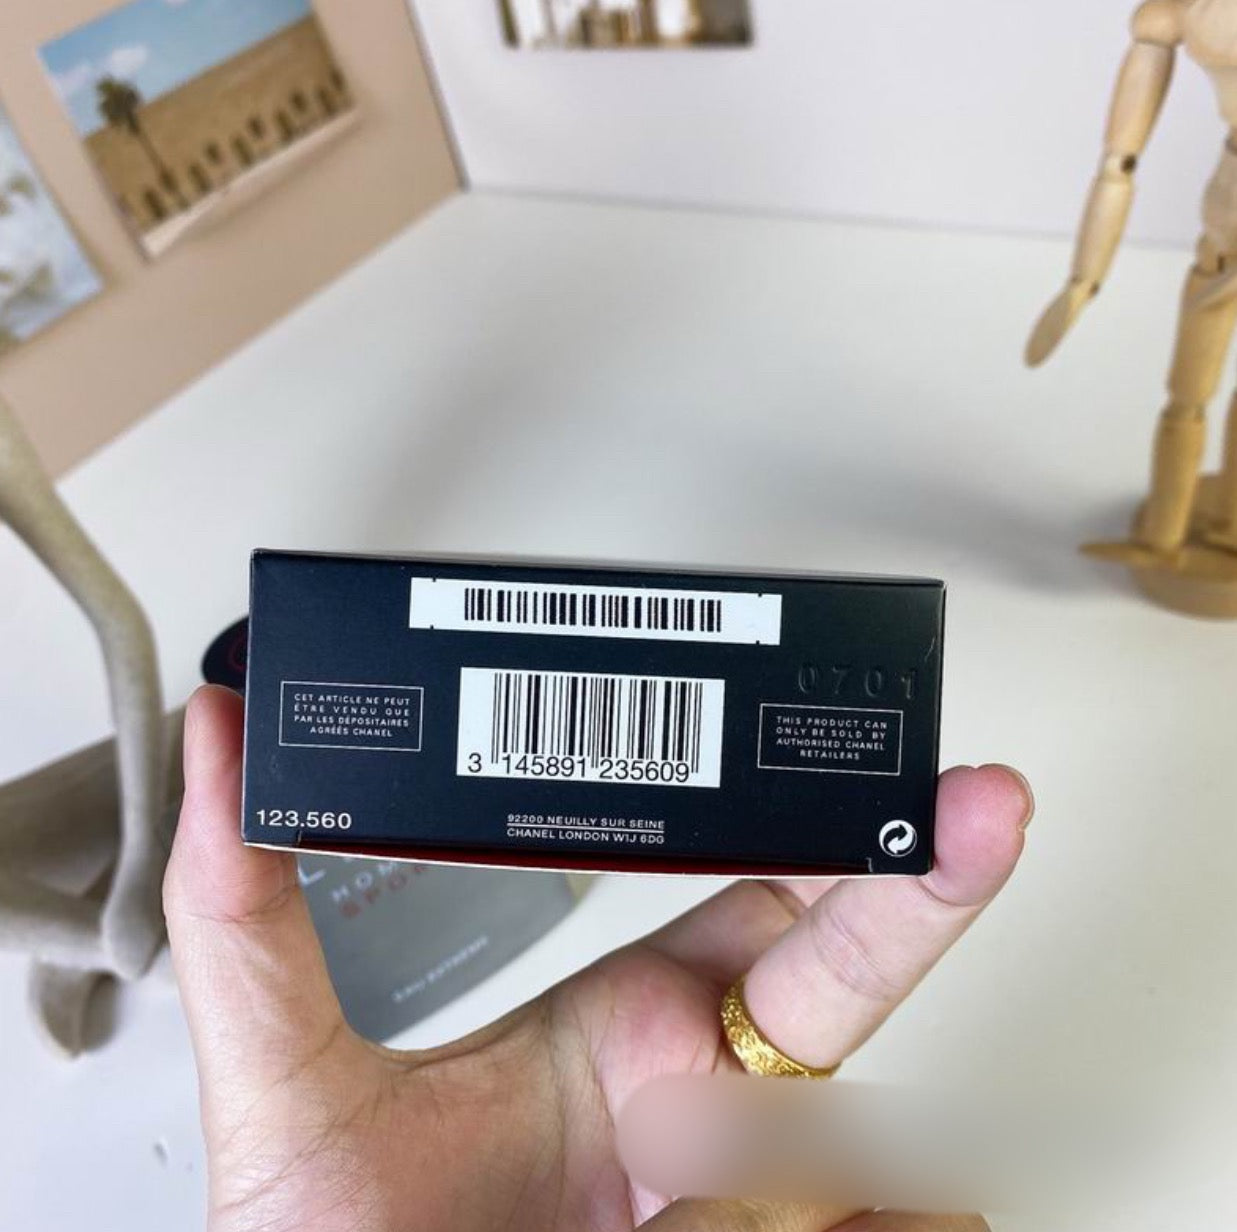 0701
CET ARTICLE NE PEUT
ÊTRE VENDU QUE
PAR LES DÉPOSITAIRES
AGRÉÉS CHANEL
3 145891 235609
THIS PRODUCT CAN
ONLY BE SOLD BY
AUTHORISED CHANEL
RETAILERS
123.560
92200 NEUILLY SUR SEINE
CHANEL LONDON W1J 6DG